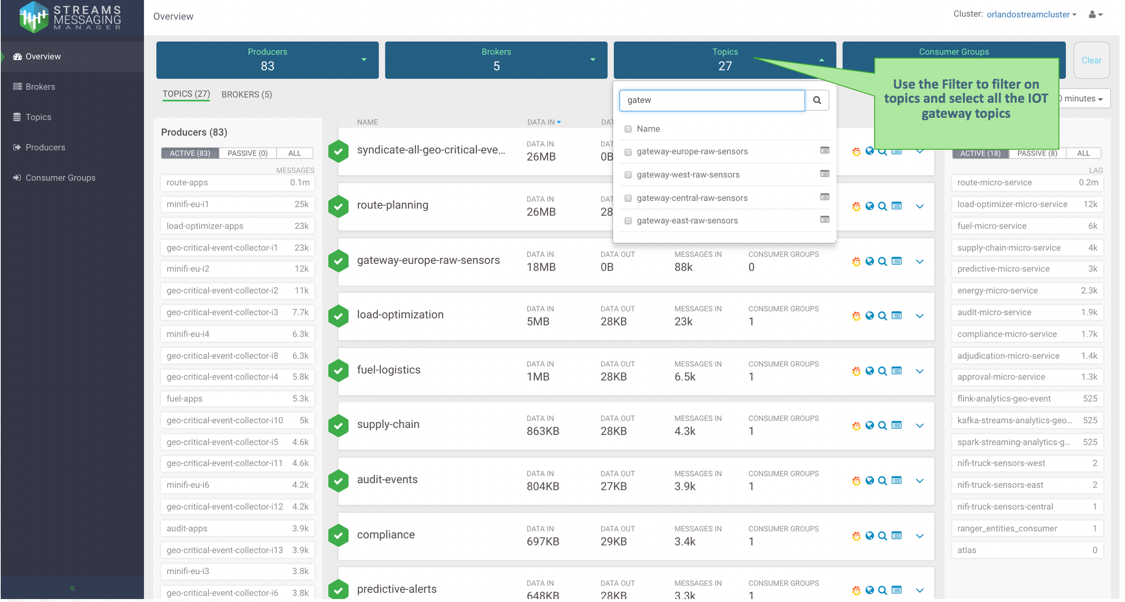 STREAMS
MESSAGING
MANAGER
Overview
Cluster: orlandostreamcluster
Overview
Brokers
Topics
Producers
Consumer Groups
Producers
83
Brokers
5
Topics
27
Consumer Groups
Clear
Use the Filter to filter on
topics and select all the IOT
gateway topics
0 minutes
TOPICS (27) BROKERS (5)
gatew
Name
gateway-europe-raw-sensors
gateway-west-raw-sensors
gateway-central-raw-sensors
gateway-east-raw-sensors
Producers (83)
ACTIVE (83) PASSIVE (0) ALL
MESSAGES
route-apps 0.1m
minifi-eu-i1 25k
load-optimizer-apps 23k
geo-critical-event-collector-i1 23k
minifi-eu-i2 12k
geo-critical-event-collector-i2 11k
geo-critical-event-collector-i3 7.7k
minifi-eu-i4 6.3k
geo-critical-event-collector-i8 6.3k
geo-critical-event-collector-i4 5.8k
fuel-apps 5.3k
geo-critical-event-collector-i10 5k
geo-critical-event-collector-i5 4.6k
geo-critical-event-collector-i11 4.6k
minifi-eu-i6 4.2k
geo-critical-event-collector-i12 4.2k
audit-apps 3.9k
geo-critical-event-collector-i13 3.9k
minifi-eu-i3 3.8k
geo-critical-event-collector-i6 3.8k
NAME DATA IN DAT
syndicate-all-geo-critical-eve... DATA IN 26MB DATA 0B
route-planning DATA IN 26MB DATA 28
gateway-europe-raw-sensors DATA IN 18MB DATA OUT 0B MESSAGES IN 88k CONSUMER GROUPS 0
load-optimization DATA IN 5MB DATA OUT 28KB MESSAGES IN 23k CONSUMER GROUPS 1
fuel-logistics DATA IN 1MB DATA OUT 28KB MESSAGES IN 6.5k CONSUMER GROUPS 1
supply-chain DATA IN 863KB DATA OUT 28KB MESSAGES IN 4.3k CONSUMER GROUPS 1
audit-events DATA IN 804KB DATA OUT 27KB MESSAGES IN 3.9k CONSUMER GROUPS 1
compliance DATA IN 697KB DATA OUT 29KB MESSAGES IN 3.4k CONSUMER GROUPS 1
predictive-alerts DATA IN 648KB DATA OUT 28KB MESSAGES IN 3.3k CONSUMER GROUPS 1
ACTIVE (18) PASSIVE (8) ALL
LAG
route-micro-service 0.2m
load-optimizer-micro-service 12k
fuel-micro-service 6k
supply-chain-micro-service 4k
predictive-micro-service 3k
energy-micro-service 2.3k
audit-micro-service 1.9k
compliance-micro-service 1.7k
adjudication-micro-service 1.4k
approval-micro-service 1.3k
flink-analytics-geo-event 525
kafka-streams-analytics-geo... 525
spark-streaming-analytics-g... 525
nifi-truck-sensors-west 2
nifi-truck-sensors-east 2
nifi-truck-sensors-central 1
ranger_entities_consumer 1
atlas 0